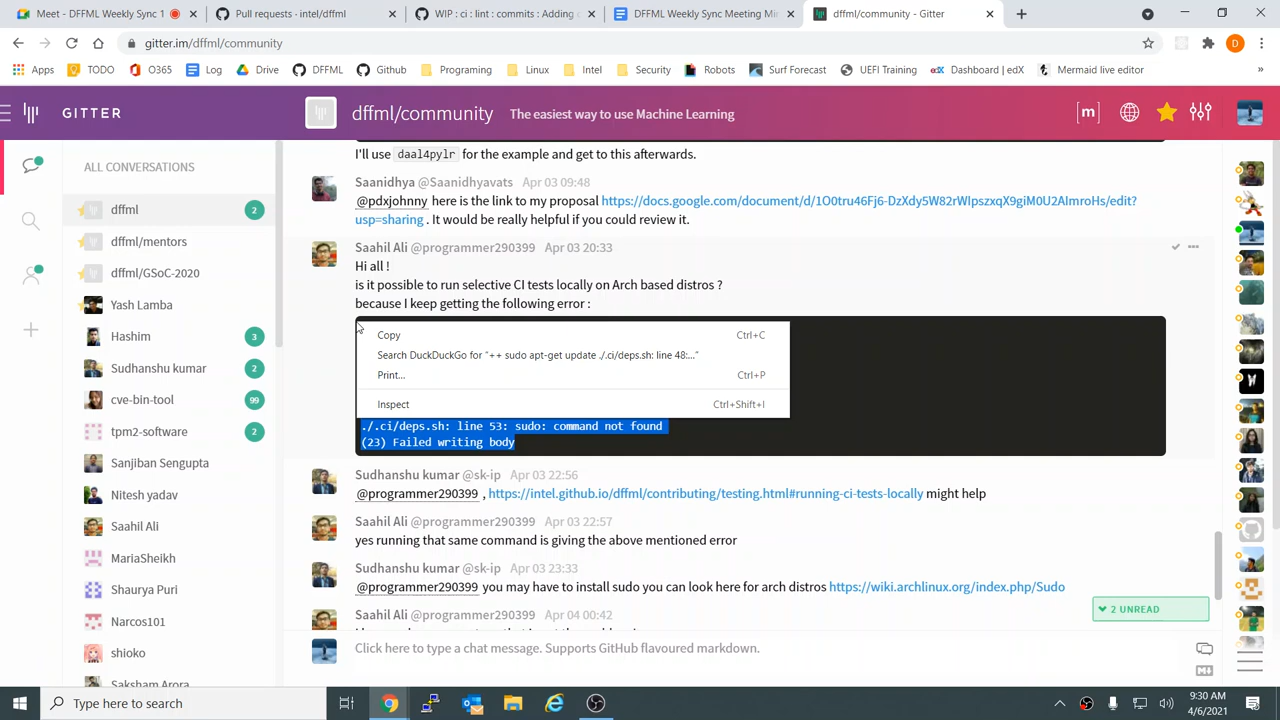 DFFML Weekly Sync Meeting
Pull requests · intel/dffml
WIP : ci lint : commits : Adding
DFFML Weekly Sync Meeting Mi
dffml/community - Gitter
gitter.im/dffml/community
Apps
TODO
O365
Log
Drive
DFFML
Github
Programing
Linux
Intel
Security
Robots
Surf Forecast
UEFI Training
Dashboard | edX
Mermaid live editor
»
GITTER
dffml/community
The easiest way to use Machine Learning
[m]
ALL CONVERSATIONS
dffml 2
dffml/mentors
dffml/GSoC-2020
Yash Lamba
Hashim 3
Sudhanshu kumar 2
cve-bin-tool 99
tpm2-software 2
Sanjiban Sengupta
Nitesh yadav
Saahil Ali
MariaSheikh
Shaurya Puri
Narcos101
shioko
Saksham Arora
I'll use daal4pylr for the example and get to this afterwards.
Saanidhya @Saanidhyavats Apr 03 09:48
@pdxjohnny here is the link to my proposal https://docs.google.com/document/d/1O0tru46Fj6-DzXdy5W82rWIpszxqX9giM0U2AImroHs/edit?
usp=sharing . It would be really helpful if you could review it.
Saahil Ali @programmer290399 Apr 03 20:33
Hi all !
is it possible to run selective CI tests locally on Arch based distros ?
because I keep getting the following error :
Copy Ctrl+C
Search DuckDuckGo for "++ sudo apt-get update ./.ci/deps.sh: line 48:..."
Print... Ctrl+P
Inspect Ctrl+Shift+I
./.ci/deps.sh: line 53: sudo: command not found
(23) Failed writing body
Sudhanshu kumar @sk-ip Apr 03 22:56
@programmer290399 , https://intel.github.io/dffml/contributing/testing.html#running-ci-tests-locally might help
Saahil Ali @programmer290399 Apr 03 22:57
yes running that same command is giving the above mentioned error
Sudhanshu kumar @sk-ip Apr 03 23:33
@programmer290399 you may have to install sudo you can look here for arch distros https://wiki.archlinux.org/index.php/Sudo
2 UNREAD
Saahil Ali @programmer290399 Apr 04 00:42
Click here to type a chat message. Supports GitHub flavoured markdown.
Type here to search
9:30 AM
4/6/2021